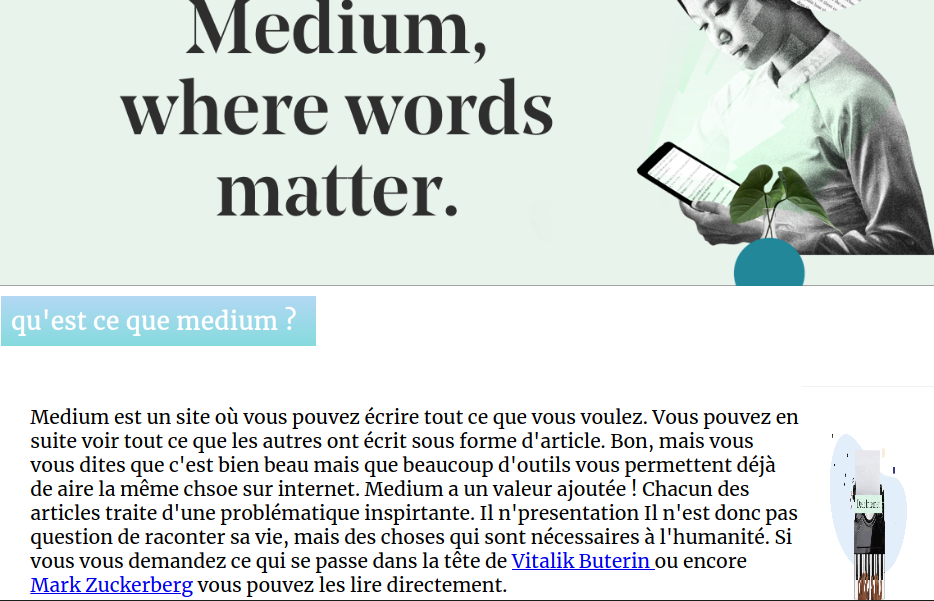 Medium,
where words
matter.
qu'est ce que medium ?
Medium est un site où vous pouvez écrire tout ce que vous voulez. Vous pouvez en
suite voir tout ce que les autres ont écrit sous forme d'article. Bon, mais vous
vous dites que c'est bien beau mais que beaucoup d'outils vous permettent déjà
de aire la même chsoe sur internet. Medium a un valeur ajoutée ! Chacun des
articles traite d'une problématique inspirtante. Il n'presentation Il n'est donc pas
question de raconter sa vie, mais des choses qui sont nécessaires à l'humanité. Si
vous vous demandez ce qui se passe dans la tête de Vitalik Buterin ou encore
Mark Zuckerberg vous pouvez les lire directement.